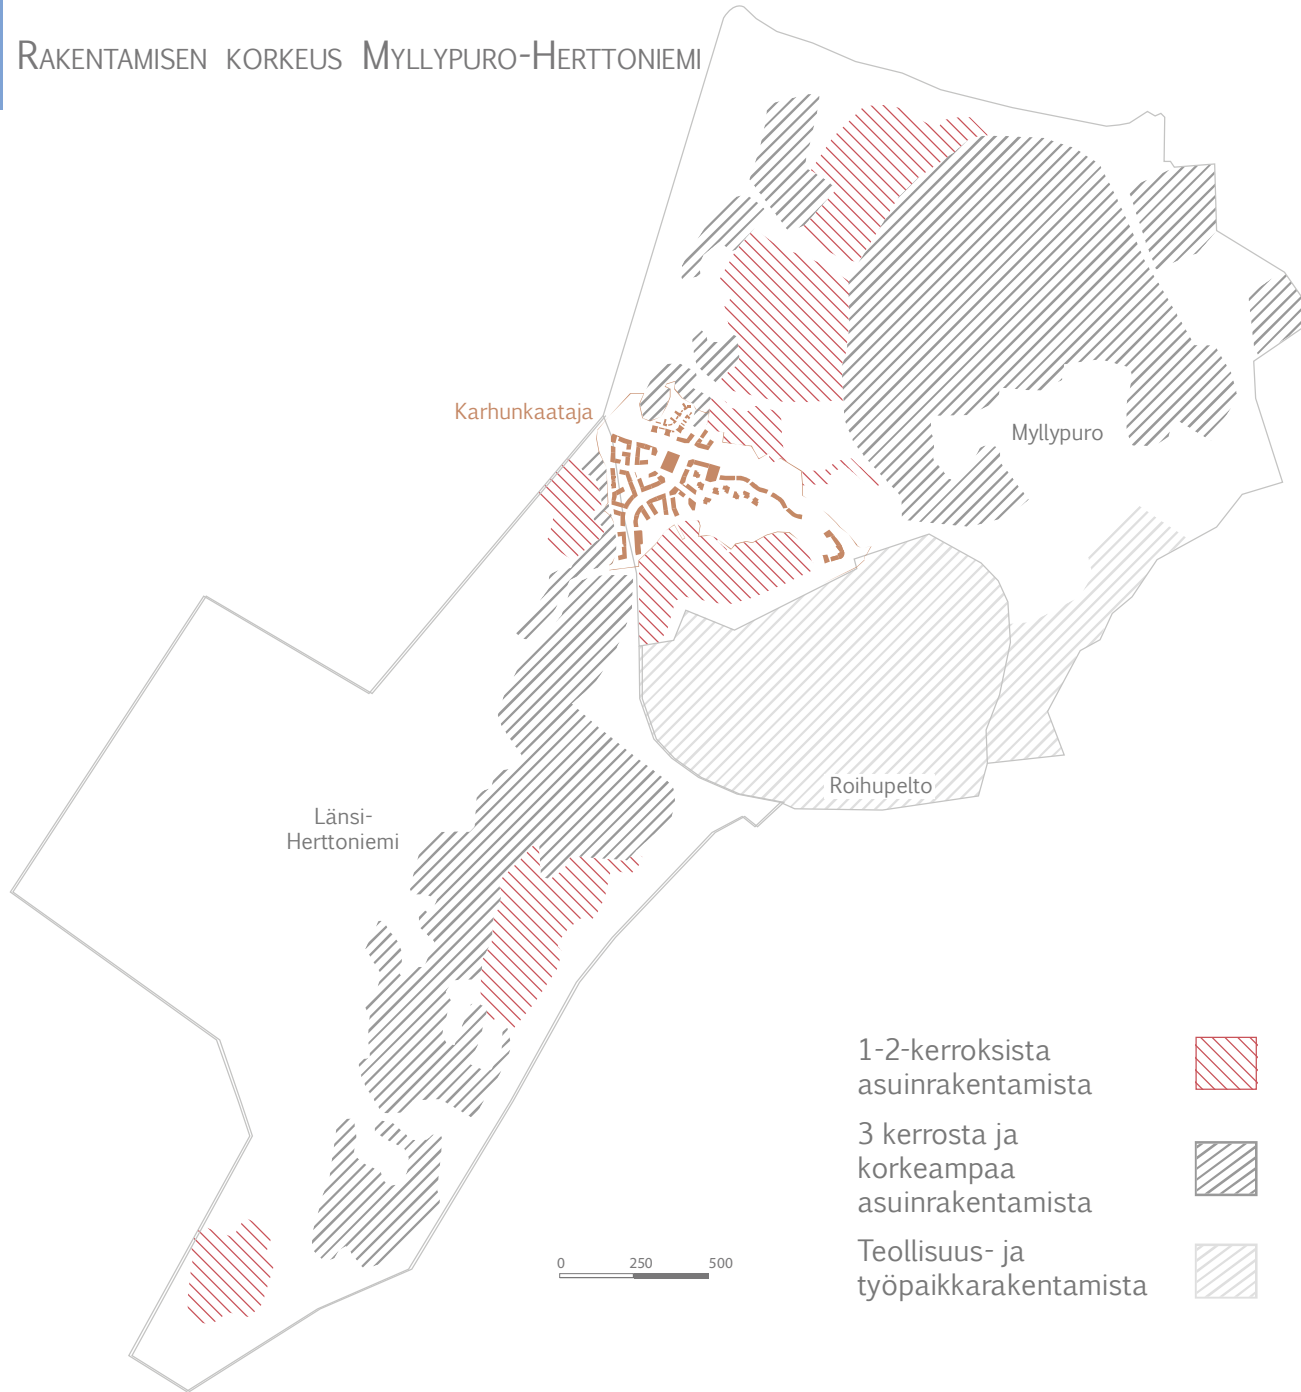 RAKENTAMISEN KORKEUS MYLLYPURO-HERTTONIEMI
Karhunkaataja
Myllypuro
Roihupelto
Länsi-
Herttoniemi
1-2-kerroksista
asuinrakentamista
3 kerrosta ja
korkeampaa
asuinrakentamista
Teollisuus- ja
työpaikkarakentamista
0 250 500